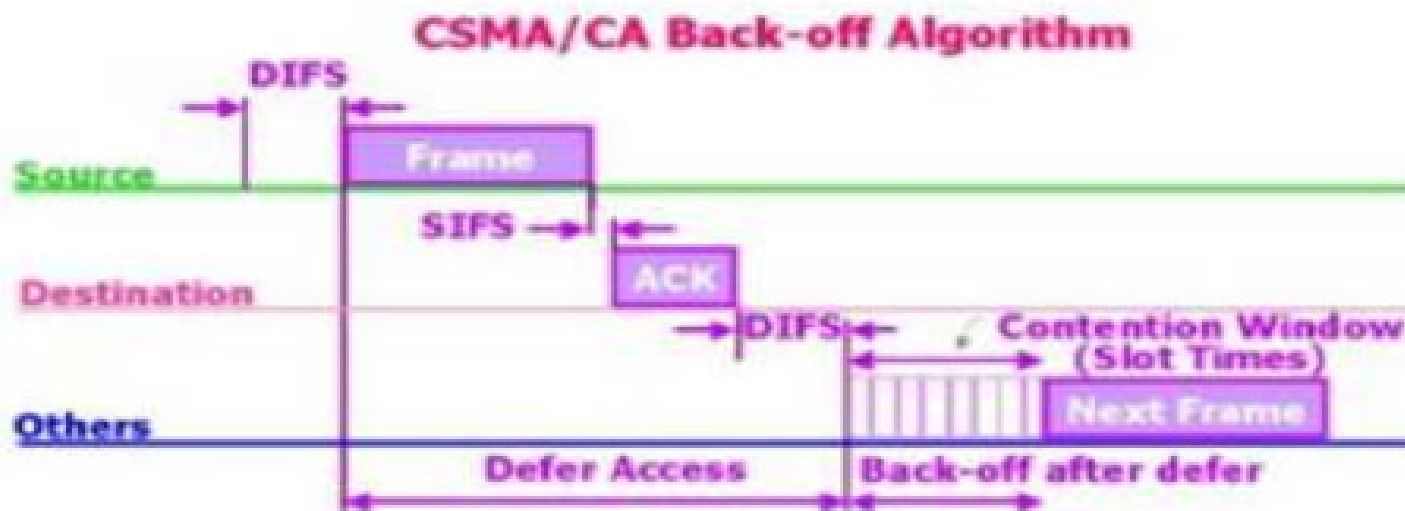 CSMA/CA Back-off Algorithm
DIFS
Frame
Source
SIFS
ACK
Destination
DIFS
Contention Window
(Slot Times)
Next Frame
Others
Defer Access
Back-off after defer